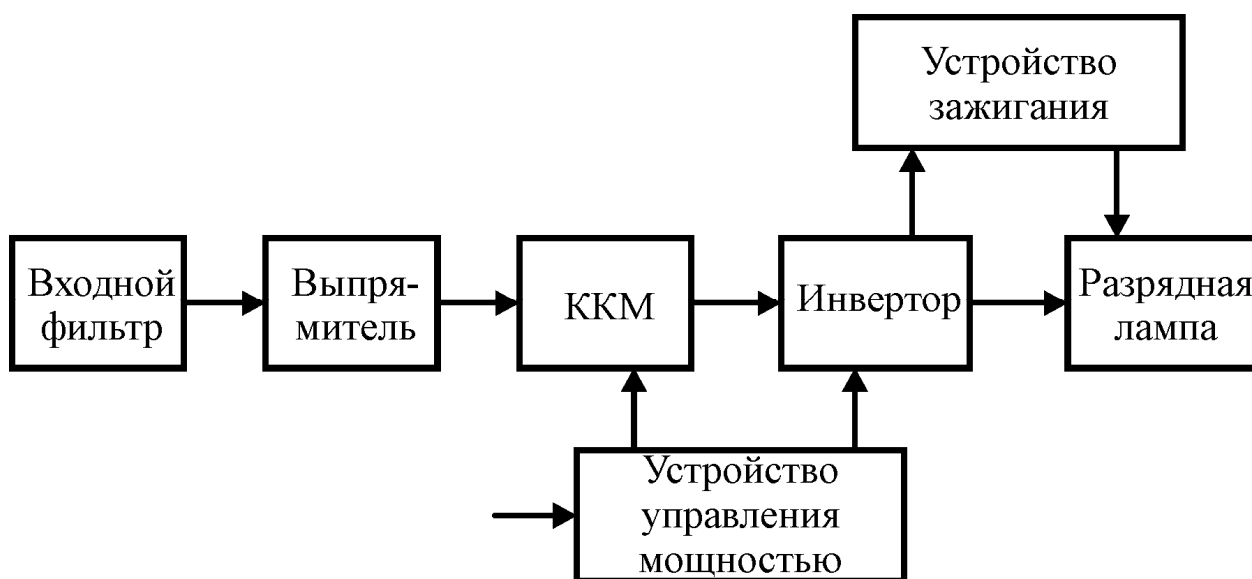 Устройство
зажигания
Входной
фильтр
Выпря-
митель
ККМ
Инвертор
Разрядная
лампа
Устройство
управления
мощностью